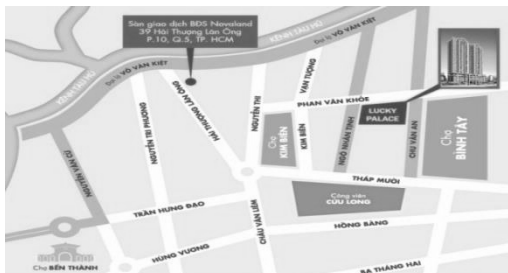 Sàn giao dịch BĐS Novaland
39 Hải Thượng Lãn Ông
P.10, Q.5, TP. HCM
KÊNH TÀU HỦ
KÊNH TÀU HỦ
Đại lộ VÕ VĂN KIỆT
Đại lộ VÕ VĂN KIỆT
HẢI THƯỢNG LÃN ÔNG
NGUYỄN TRI PHƯƠNG
NGUYỄN THI
VẠN TƯỢNG
PHAN VĂN KHỎE
LUCKY
PALACE
Chợ
KIM BIÊN
KIM BIÊN
NGÔ NHÂN TỊNH
CHU VĂN AN
Chợ
BÌNH TÂY
THÁP MƯỜI
NGUYỄN VĂN CỪ
Công viên
CỬU LONG
TRẦN HƯNG ĐẠO
CHÂU VĂN LIÊM
HỒNG BÀNG
HÙNG VƯƠNG
BA THÁNG HAI
Chợ BẾN THÀNH